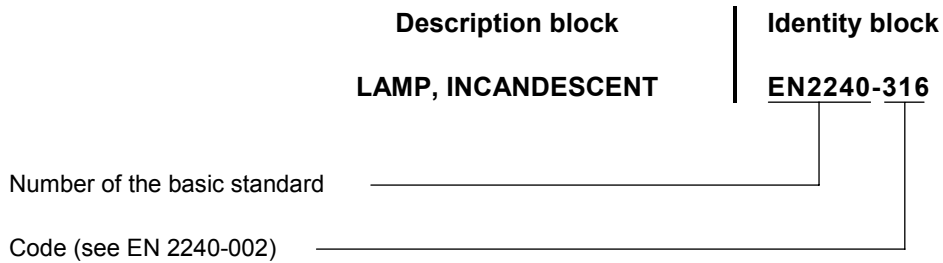 Description block Identity block
LAMP, INCANDESCENT EN2240-316
Number of the basic standard
Code (see EN 2240-002)